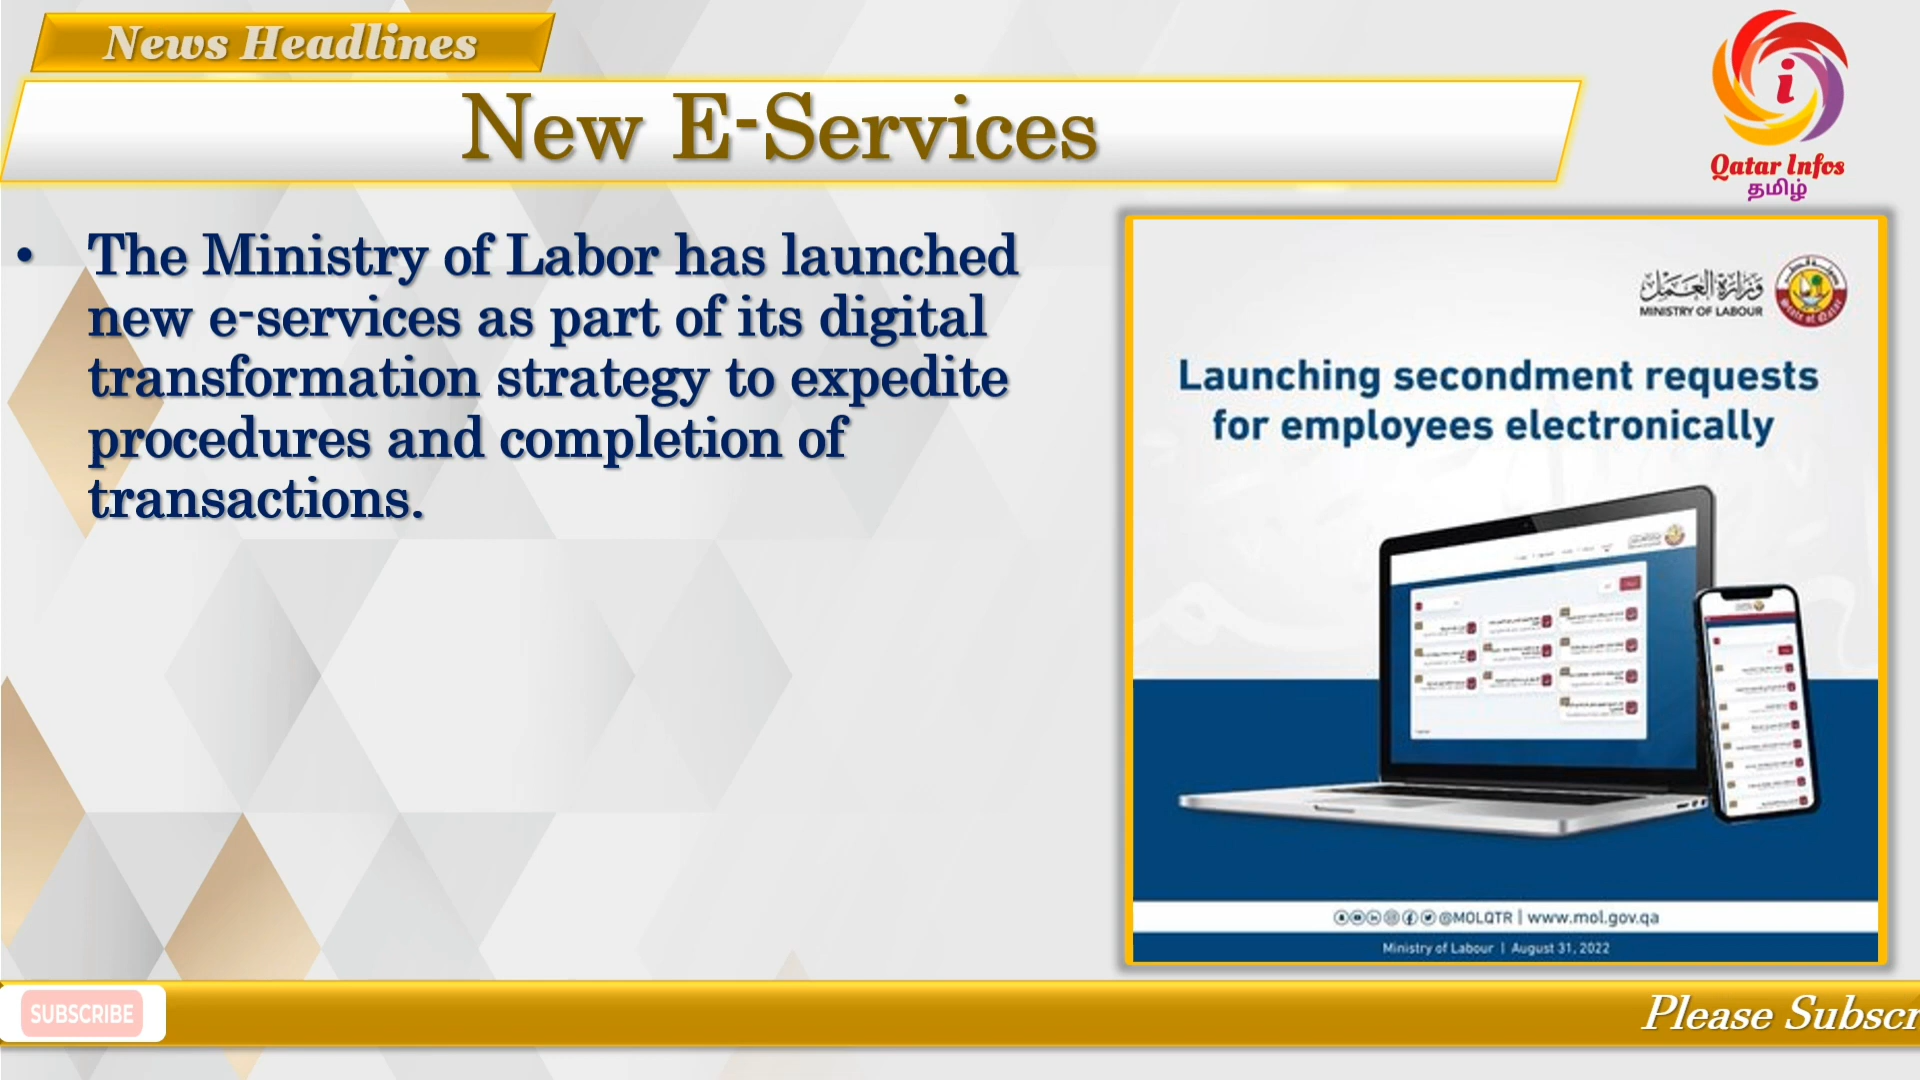 News Headlines
New E-Services
i
Qatar Infos
தமிழ்
• The Ministry of Labor has launched
new e-services as part of its digital
transformation strategy to expedite
procedures and completion of
transactions.
وزارة العمل
MINISTRY OF LABOUR
Launching secondment requests
for employees electronically
@MOLQTR | www.mol.gov.qa
Ministry of Labour | August 31, 2022
SUBSCRIBE
Please Subscr